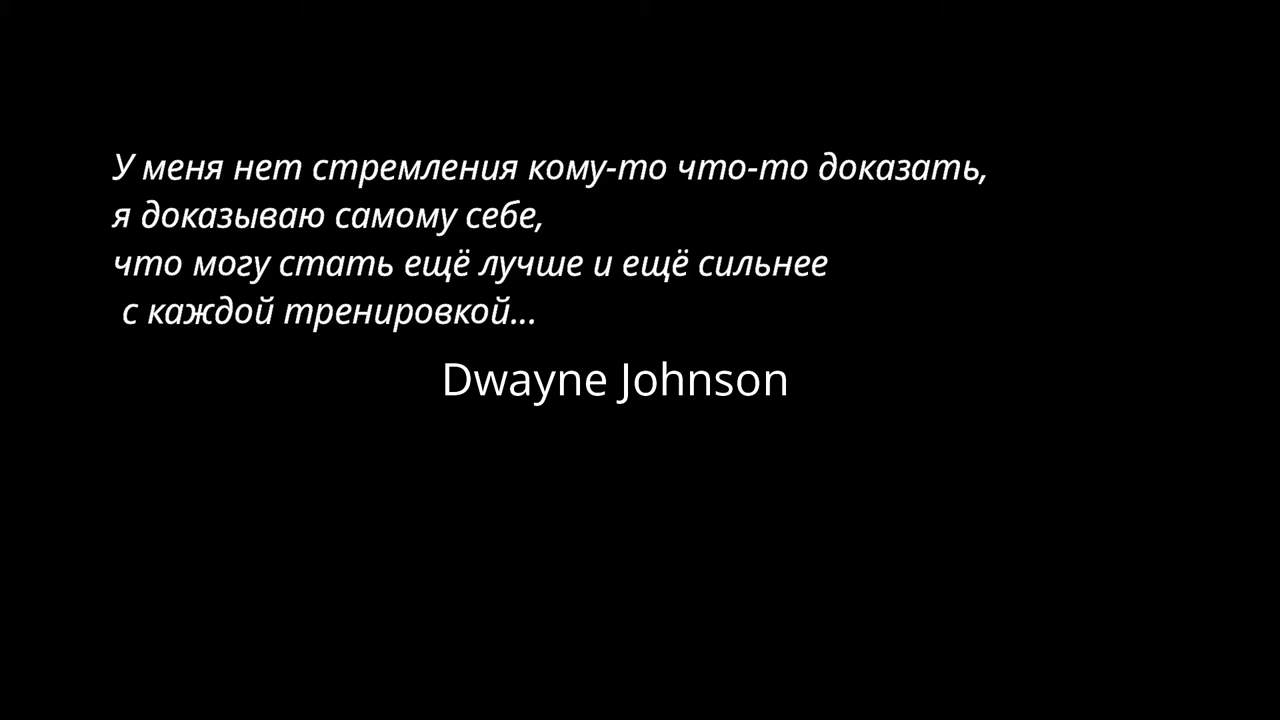 У меня нет стремления кому-то что-то доказать,
я доказываю самому себе,
что могу стать ещё лучше и ещё сильнее
с каждой тренировкой...
Dwayne Johnson